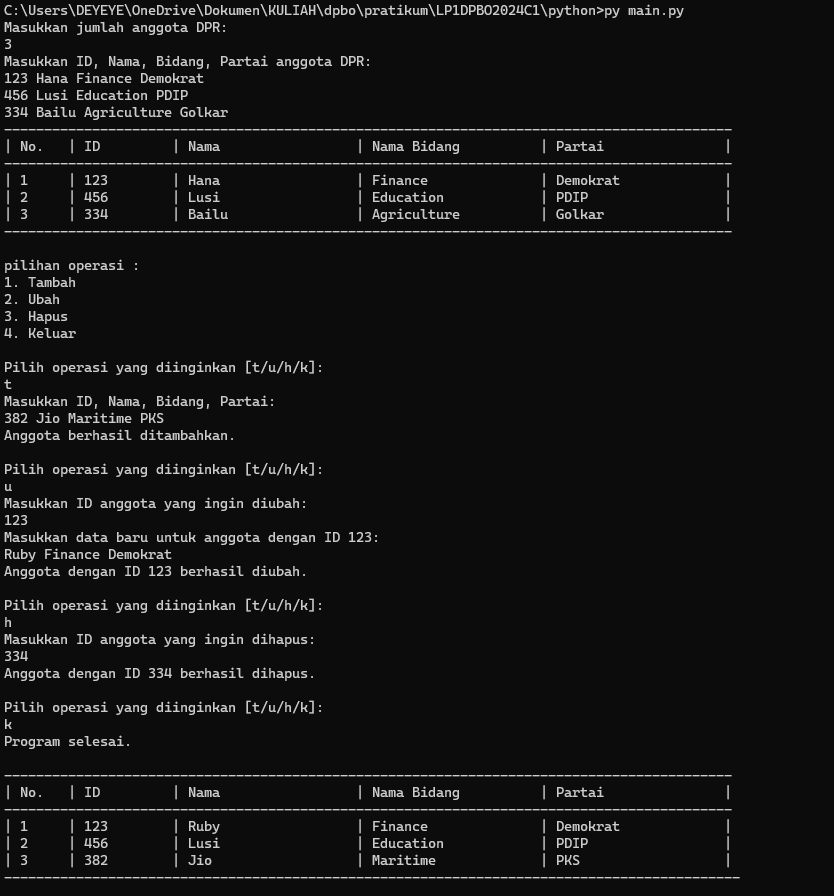 C:\Users\DEYEYE\OneDrive\Dokumen\KULIAH\dpbo\pratikum\LP1DPBO2024C1\python>py main.py
Masukkan jumlah anggota DPR:
3
Masukkan ID, Nama, Bidang, Partai anggota DPR:
123 Hana Finance Demokrat
456 Lusi Education PDIP
334 Bailu Agriculture Golkar
-------------------------------------------------------------------------------------------
| No.   | ID         | Nama                 | Nama Bidang          | Partai               |
-------------------------------------------------------------------------------------------
| 1     | 123        | Hana                 | Finance              | Demokrat             |
| 2     | 456        | Lusi                 | Education            | PDIP                 |
| 3     | 334        | Bailu                | Agriculture          | Golkar               |
-------------------------------------------------------------------------------------------

pilihan operasi :
1. Tambah
2. Ubah
3. Hapus
4. Keluar

Pilih operasi yang diinginkan [t/u/h/k]:
t
Masukkan ID, Nama, Bidang, Partai:
382 Jio Maritime PKS
Anggota berhasil ditambahkan.

Pilih operasi yang diinginkan [t/u/h/k]:
u
Masukkan ID anggota yang ingin diubah:
123
Masukkan data baru untuk anggota dengan ID 123:
Ruby Finance Demokrat
Anggota dengan ID 123 berhasil diubah.

Pilih operasi yang diinginkan [t/u/h/k]:
h
Masukkan ID anggota yang ingin dihapus:
334
Anggota dengan ID 334 berhasil dihapus.

Pilih operasi yang diinginkan [t/u/h/k]:
k
Program selesai.

-------------------------------------------------------------------------------------------
| No.   | ID         | Nama                 | Nama Bidang          | Partai               |
-------------------------------------------------------------------------------------------
| 1     | 123        | Ruby                 | Finance              | Demokrat             |
| 2     | 456        | Lusi                 | Education            | PDIP                 |
| 3     | 382        | Jio                  | Maritime             | PKS                  |
--------------------------------------------------------------------------------------------